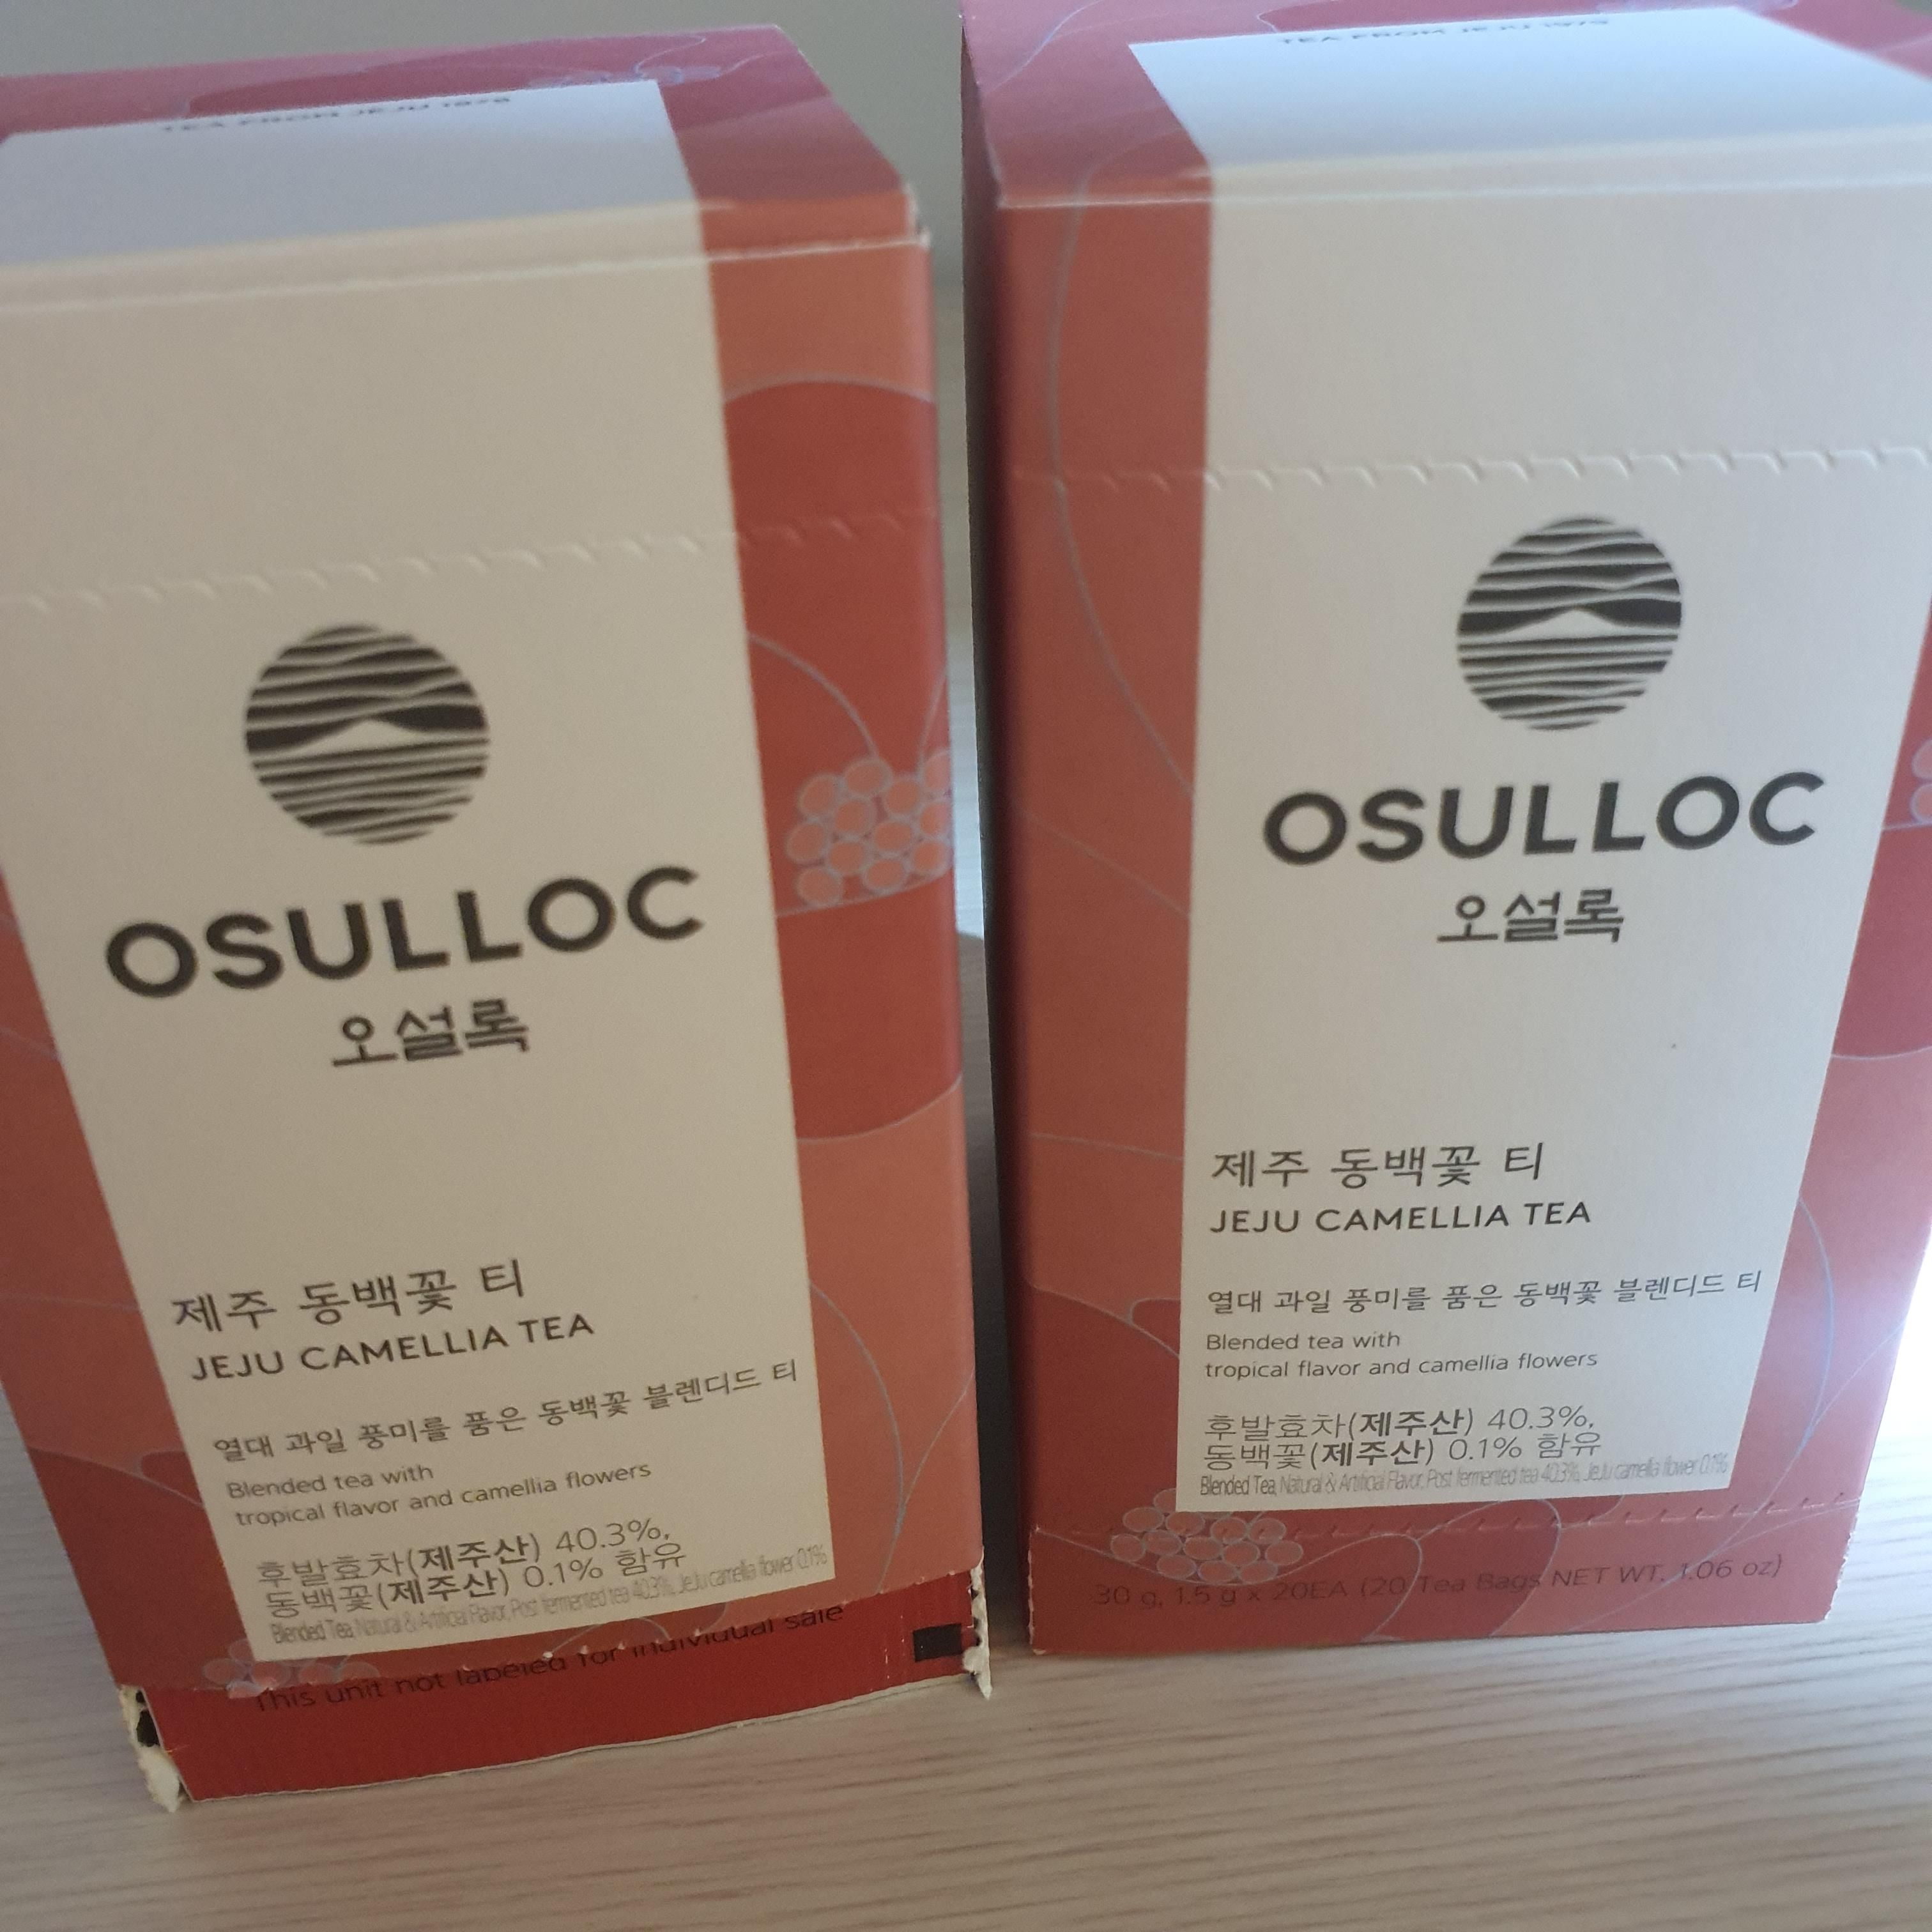 TEA FROM JEJU 1979
OSULLOC
오설록
제주 동백꽃 티
JEJU CAMELLIA TEA
열대 과일 풍미를 품은 동백꽃 블렌디드 티
Blended tea with
tropical flavor and camellia flowers
후발효차(제주산) 40.3%,
동백꽃(제주산) 0.1% 함유
Blended Tea, Natural & Artificial Flavor, Post fermented tea 40.3%, JeJu camellia flower 0.1%
This unit not labeled for individual sale
TEA FROM JEJU 1979
OSULLOC
오설록
제주 동백꽃 티
JEJU CAMELLIA TEA
열대 과일 풍미를 품은 동백꽃 블렌디드 티
Blended tea with
tropical flavor and camellia flowers
후발효차(제주산) 40.3%,
동백꽃(제주산) 0.1% 함유
Blended Tea, Natural & Artificial Flavor, Post fermented tea 40.3%, JeJu camellia flower 0.1%
30 g, 1.5 g x 20EA (20 Tea Bags NET WT. 1.06 oz)